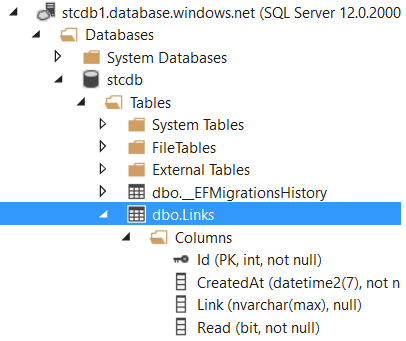 stcdb1.database.windows.net (SQL Server 12.0.2000
Databases
System Databases
stcdb
Tables
System Tables
FileTables
External Tables
dbo.__EFMigrationsHistory
dbo.Links
Columns
Id (PK, int, not null)
CreatedAt (datetime2(7), not n
Link (nvarchar(max), null)
Read (bit, not null)